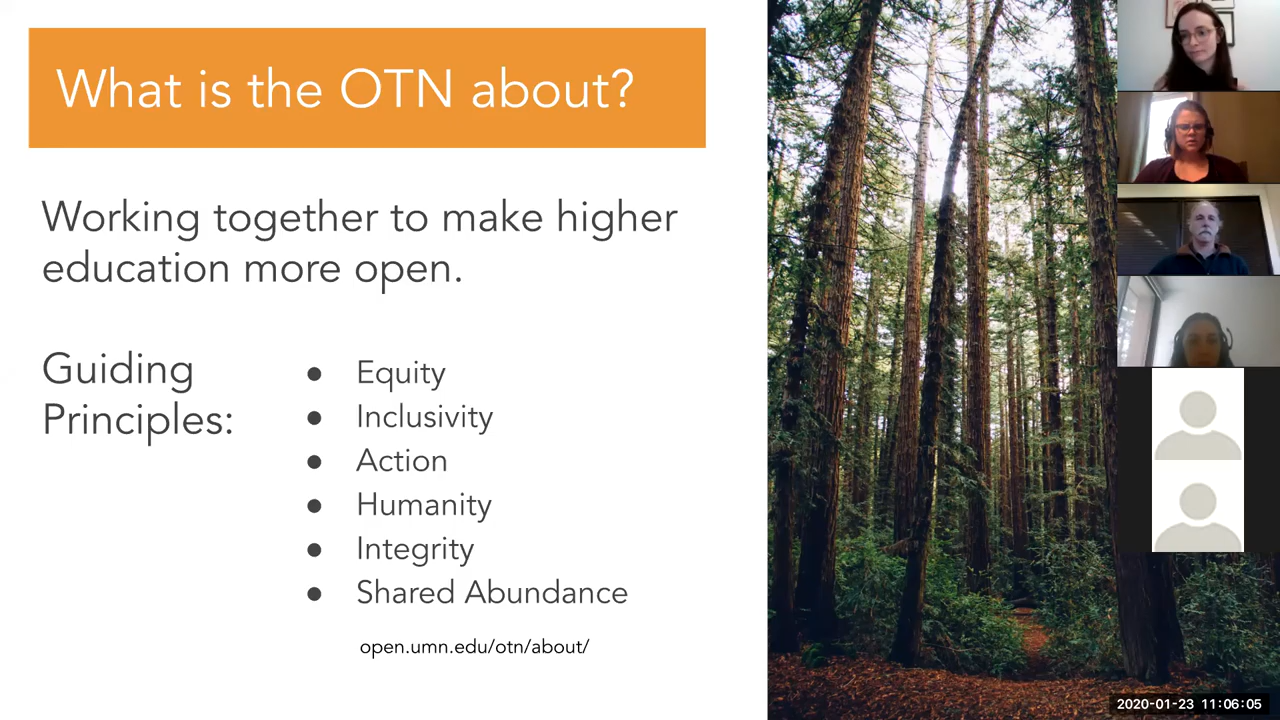 What is the OTN about?
Working together to make higher
education more open.
Guiding
Principles:
● Equity
● Inclusivity
● Action
● Humanity
● Integrity
● Shared Abundance
open.umn.edu/otn/about/
2020-01-23 11:06:05